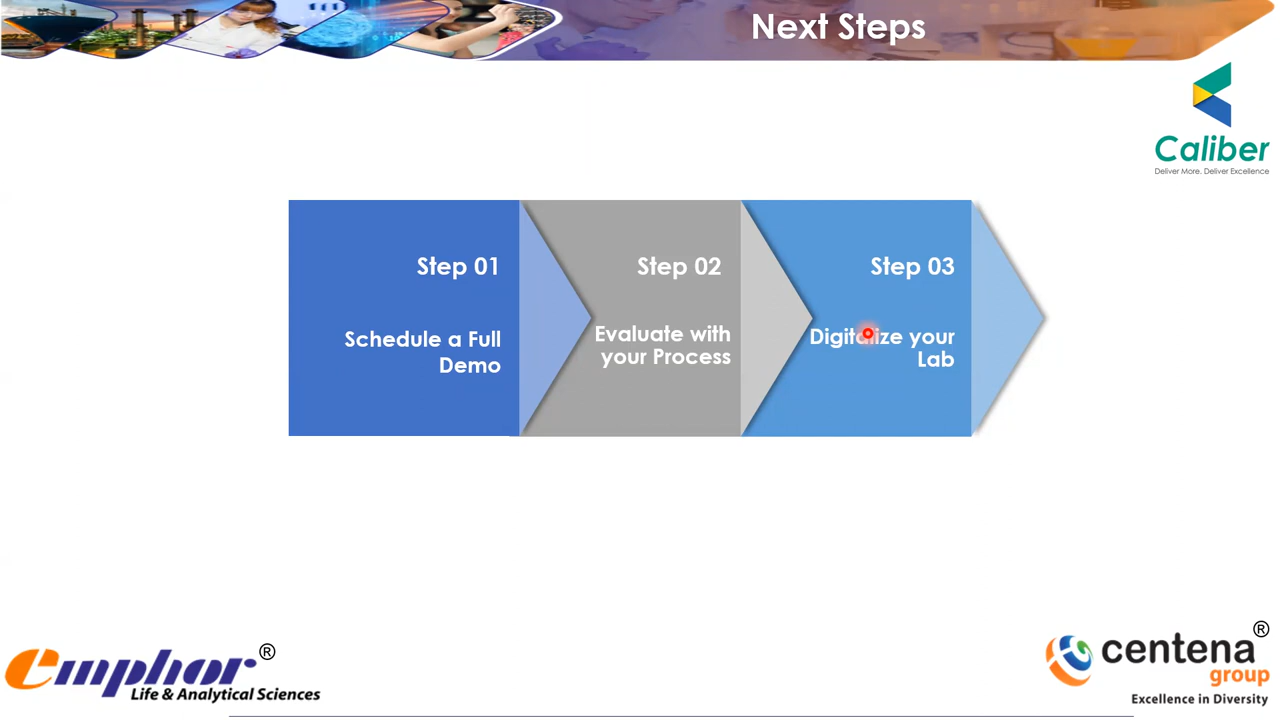 Next Steps
Caliber
Deliver More. Deliver Excellence
Step 01
Schedule a Full
Demo
Step 02
Evaluate with
your Process
Step 03
Digitalize your
Lab
Emphor®
Life & Analytical Sciences
centena®
group
Excellence in Diversity